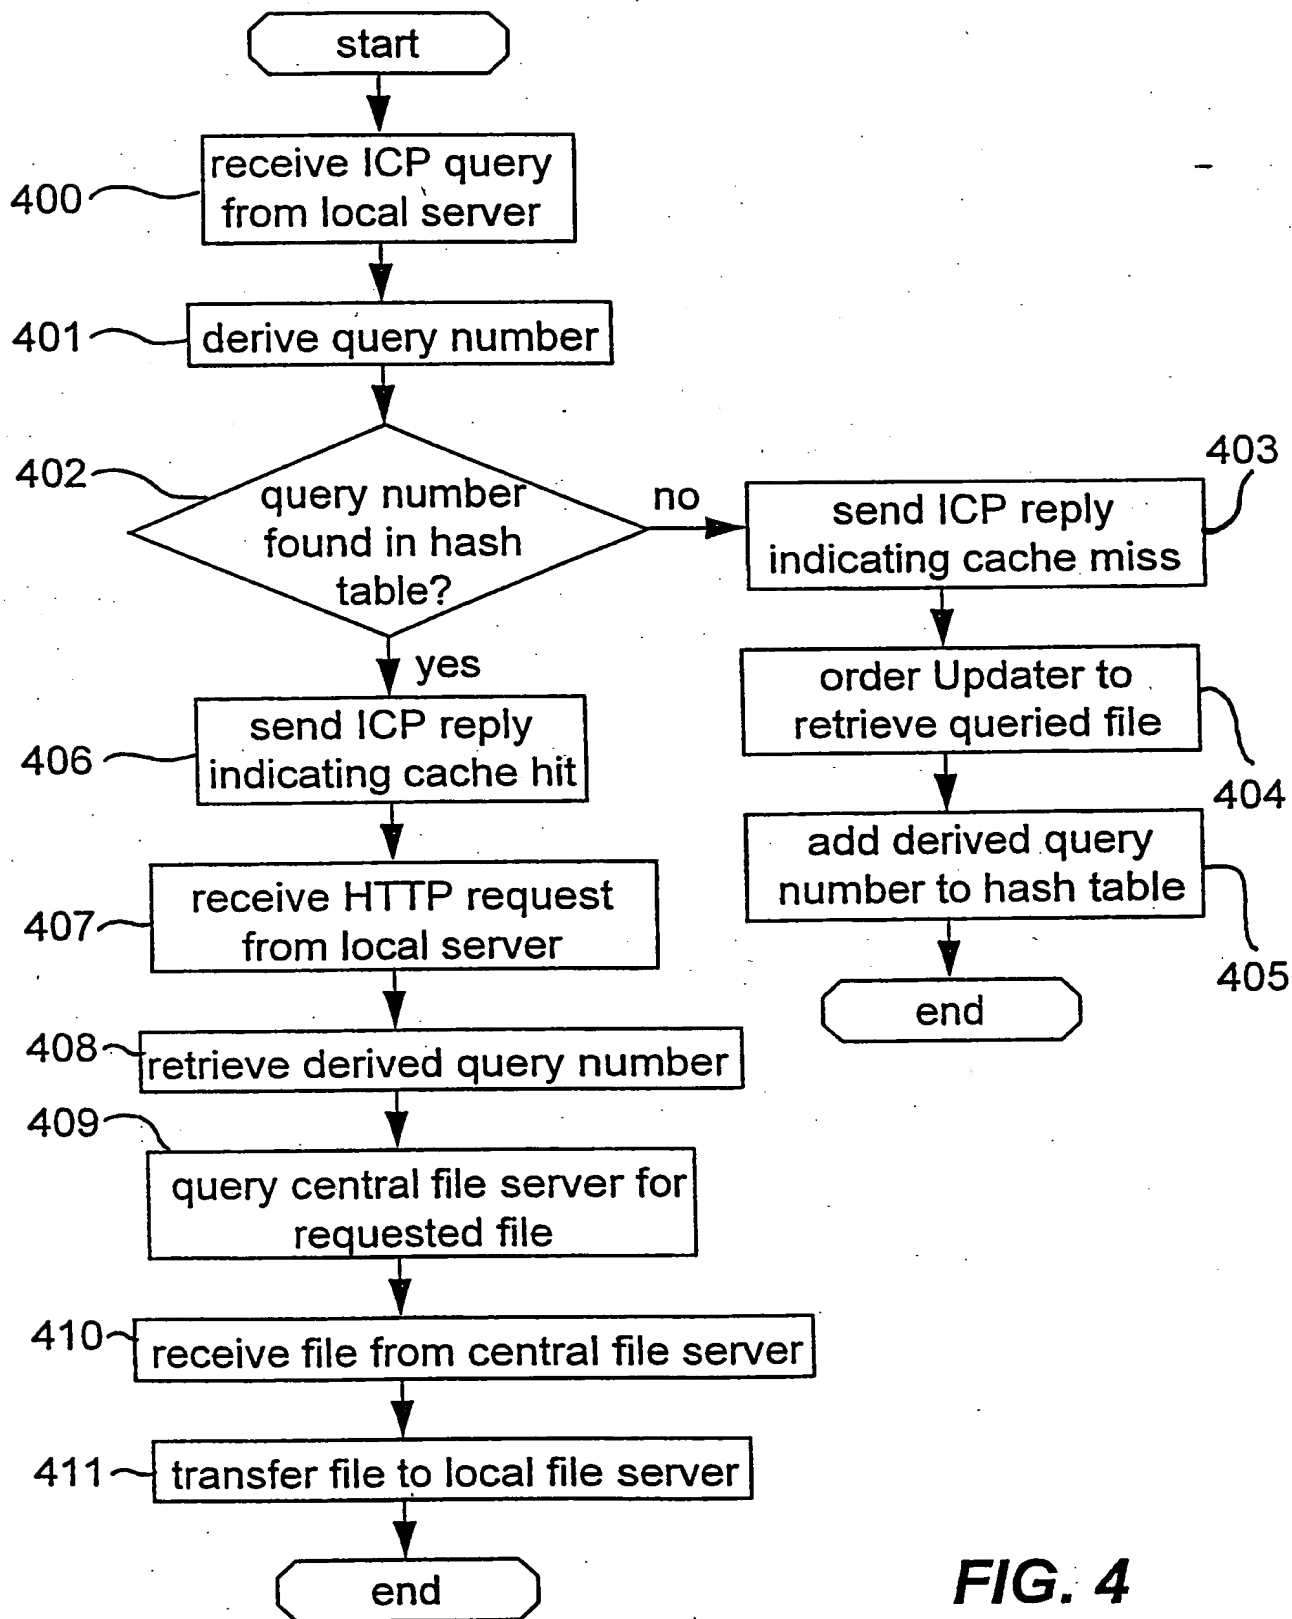 start
400
receive ICP query
from local server
401
derive query number
402
query number
found in hash
table?
no
yes
403
send ICP reply
indicating cache miss
order Updater to
retrieve queried file
404
add derived query
number to hash table
405
end
406
send ICP reply
indicating cache hit
407
receive HTTP request
from local server
408
retrieve derived query number
409
query central file server for
requested file
410
receive file from central file server
411
transfer file to local file server
end
FIG. 4